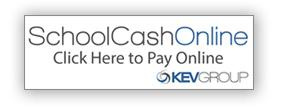 SchoolCashOnline
Click Here to Pay Online
KEVGROUP